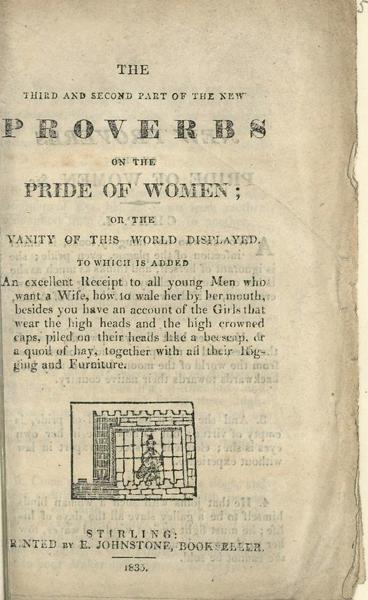 THE
THIRD AND SECOND PART OF THE NEW
PROVERBS
ON THE
PRIDE OF WOMEN;
OR THE
VANITY OF THIS WORLD DISPLAYED.
TO WHICH IS ADDED
An excellent Receipt to all young Men who
want a Wife, how to wale her by her mouth,
besides you have an account of the Girls that
wear the high heads and the high crowned
caps, piled on their heads like a beescap, or
a quoil of hay, together with all their Rig-
ging and Furniture.
STIRLING:
PRINTED BY E. JOHNSTONE, BOOKSELLER.
1835.